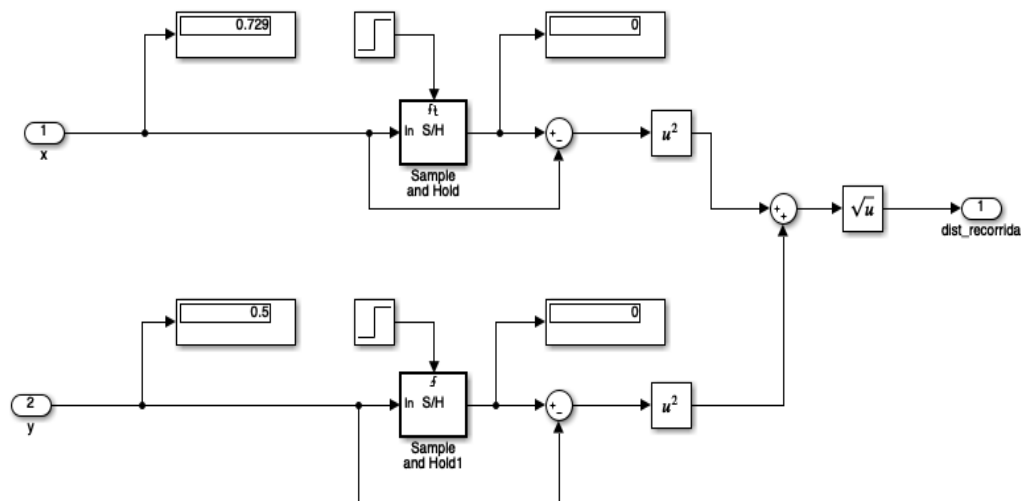 0.729
0
1
x
In S/H
Sample
and Hold
+
-
u²
+
+
√u
1
dist_recorrida
0.5
0
2
y
In S/H
Sample
and Hold1
+
-
u²